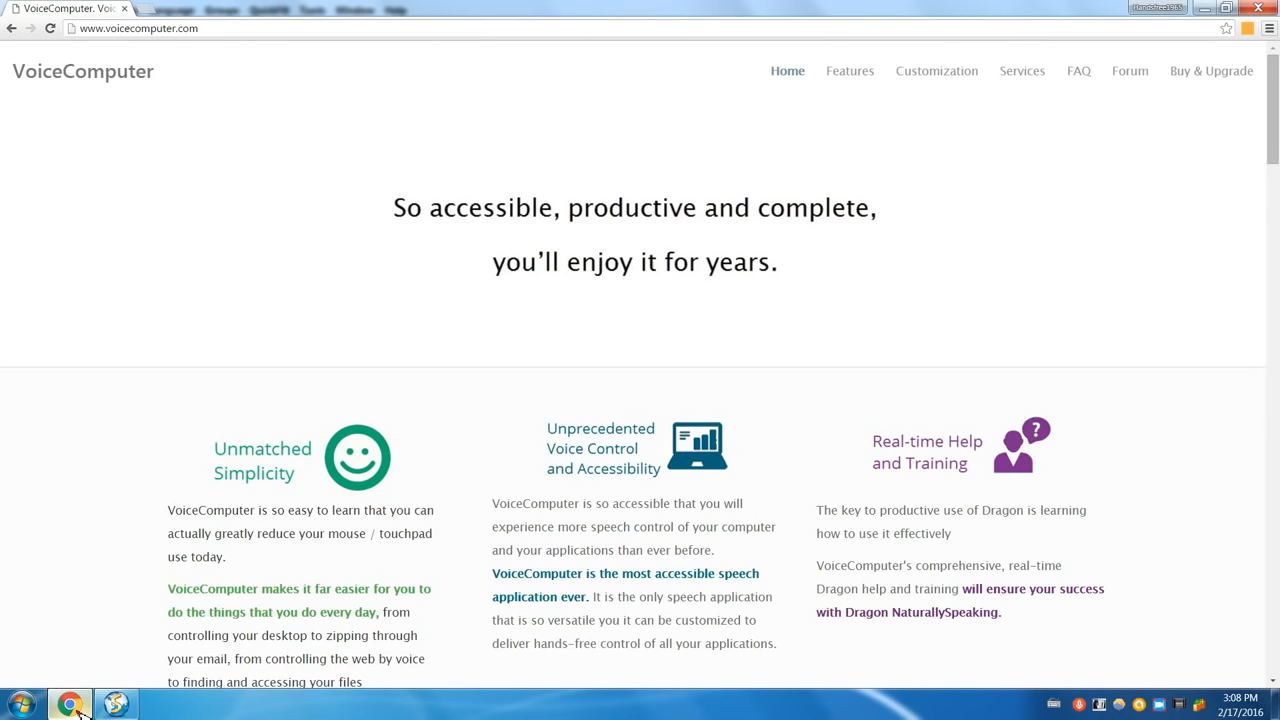 VoiceComputer. Voic
Language Groups QuickFill Tools Window Help
Handsfree1965
www.voicecomputer.com
VoiceComputer
Home Features Customization Services FAQ Forum Buy & Upgrade
So accessible, productive and complete,
you'll enjoy it for years.
Unmatched
Simplicity
VoiceComputer is so easy to learn that you can
actually greatly reduce your mouse / touchpad
use today.
VoiceComputer makes it far easier for you to
do the things that you do every day, from
controlling your desktop to zipping through
your email, from controlling the web by voice
to finding and accessing your files
Unprecedented
Voice Control
and Accessibility
VoiceComputer is so accessible that you will
experience more speech control of your computer
and your applications than ever before.
VoiceComputer is the most accessible speech
application ever. It is the only speech application
that is so versatile you it can be customized to
deliver hands-free control of all your applications.
Real-time Help
and Training
The key to productive use of Dragon is learning
how to use it effectively
VoiceComputer's comprehensive, real-time
Dragon help and training will ensure your success
with Dragon NaturallySpeaking.
3:08 PM
2/17/2016